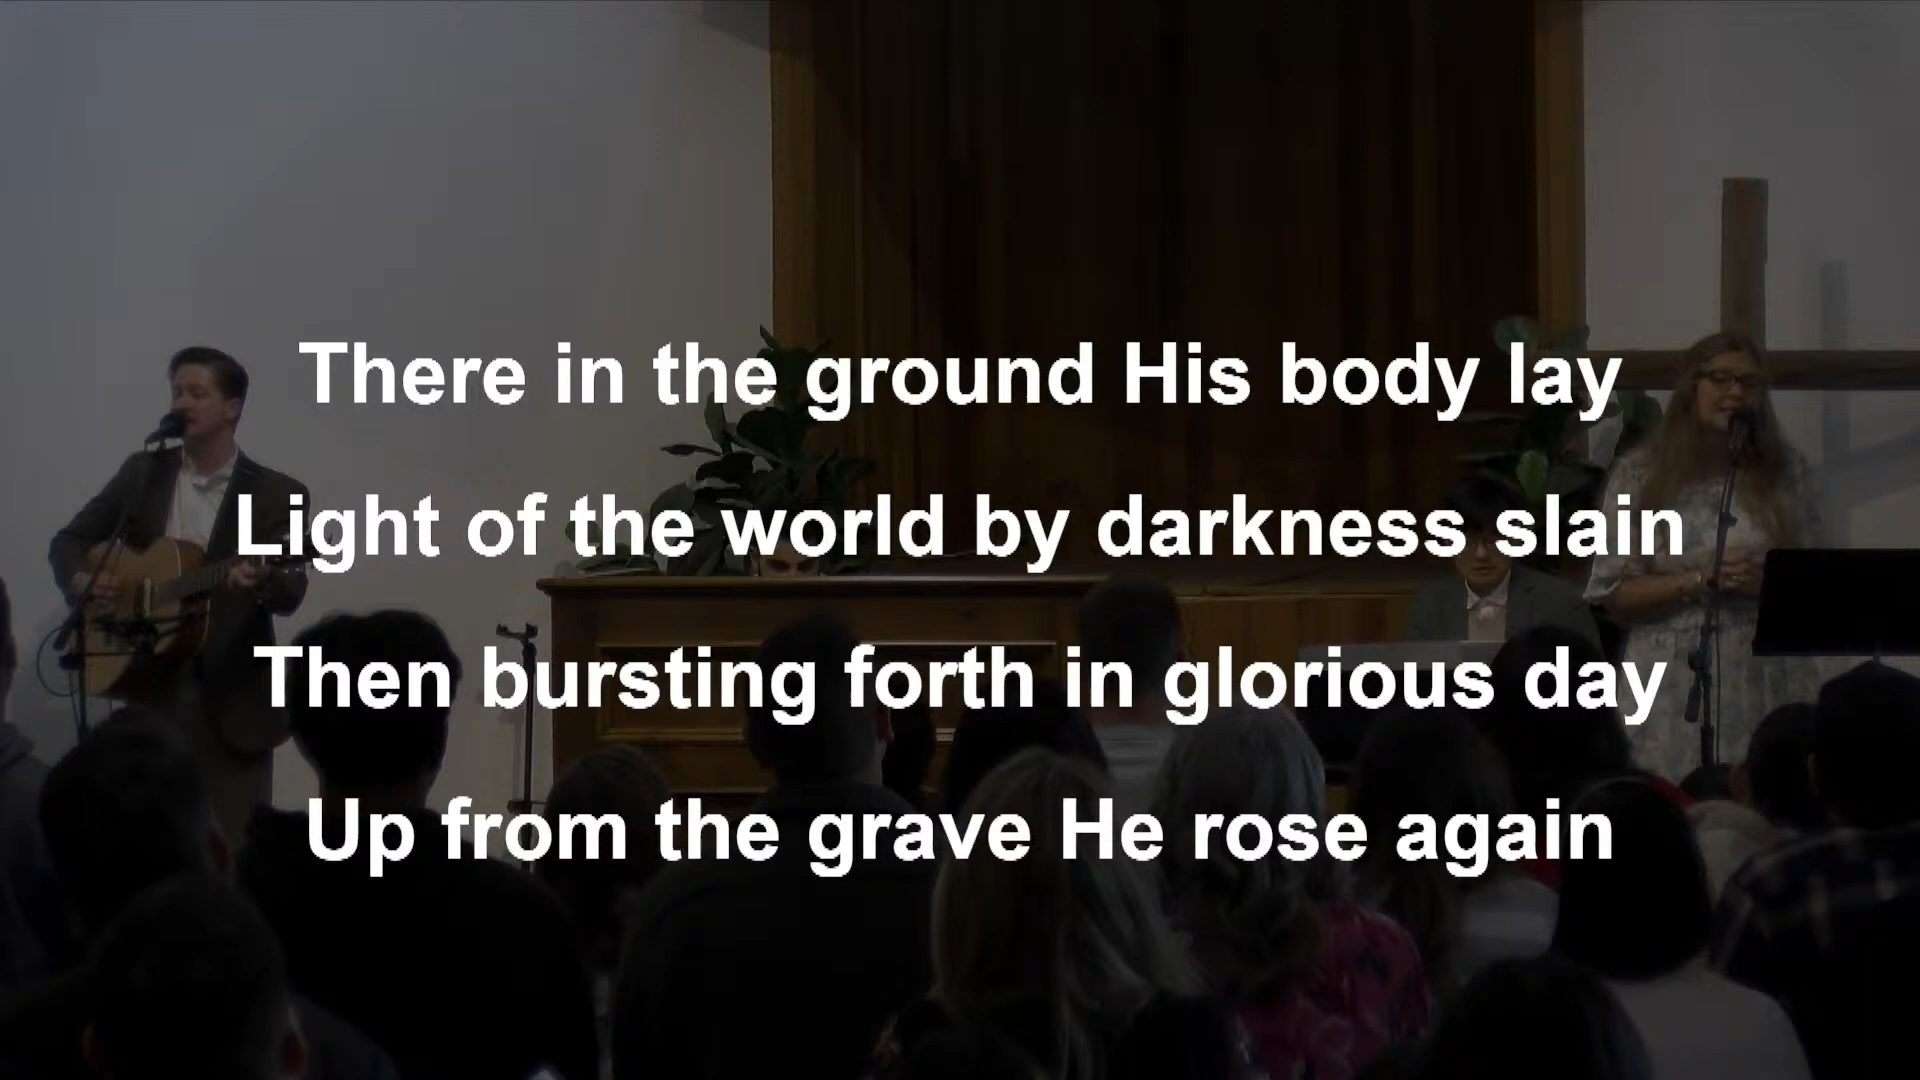 There in the ground His body lay
Light of the world by darkness slain
Then bursting forth in glorious day
Up from the grave He rose again